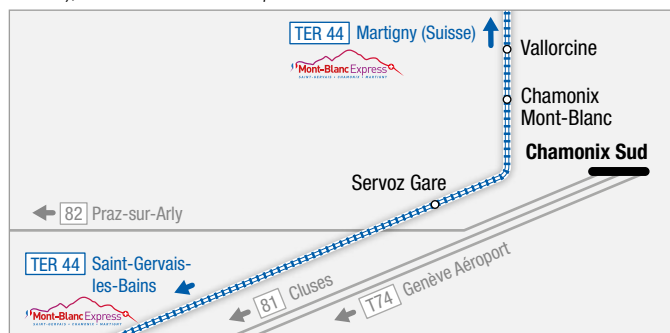 TER 44 Martigny (Suisse)
Mont-Blanc Express
SAINT-GERVAIS | CHAMONIX | MARTIGNY
Vallorcine
Chamonix
Mont-Blanc
Chamonix Sud
Servoz Gare
82 Praz-sur-Arly
TER 44 Saint-Gervais-
les-Bains
Mont-Blanc Express
SAINT-GERVAIS | CHAMONIX | MARTIGNY
81 Cluses
T74 Genève Aéroport